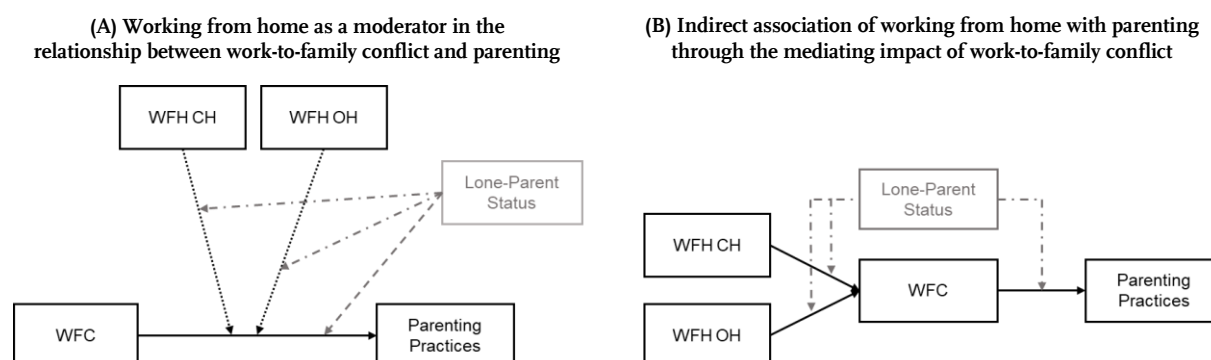 (A) Working from home as a moderator in the
relationship between work-to-family conflict and parenting
WFH CH
WFH OH
Lone-Parent
Status
WFC
Parenting
Practices
(B) Indirect association of working from home with parenting
through the mediating impact of work-to-family conflict
Lone-Parent
Status
WFH CH
WFC
Parenting
Practices
WFH OH